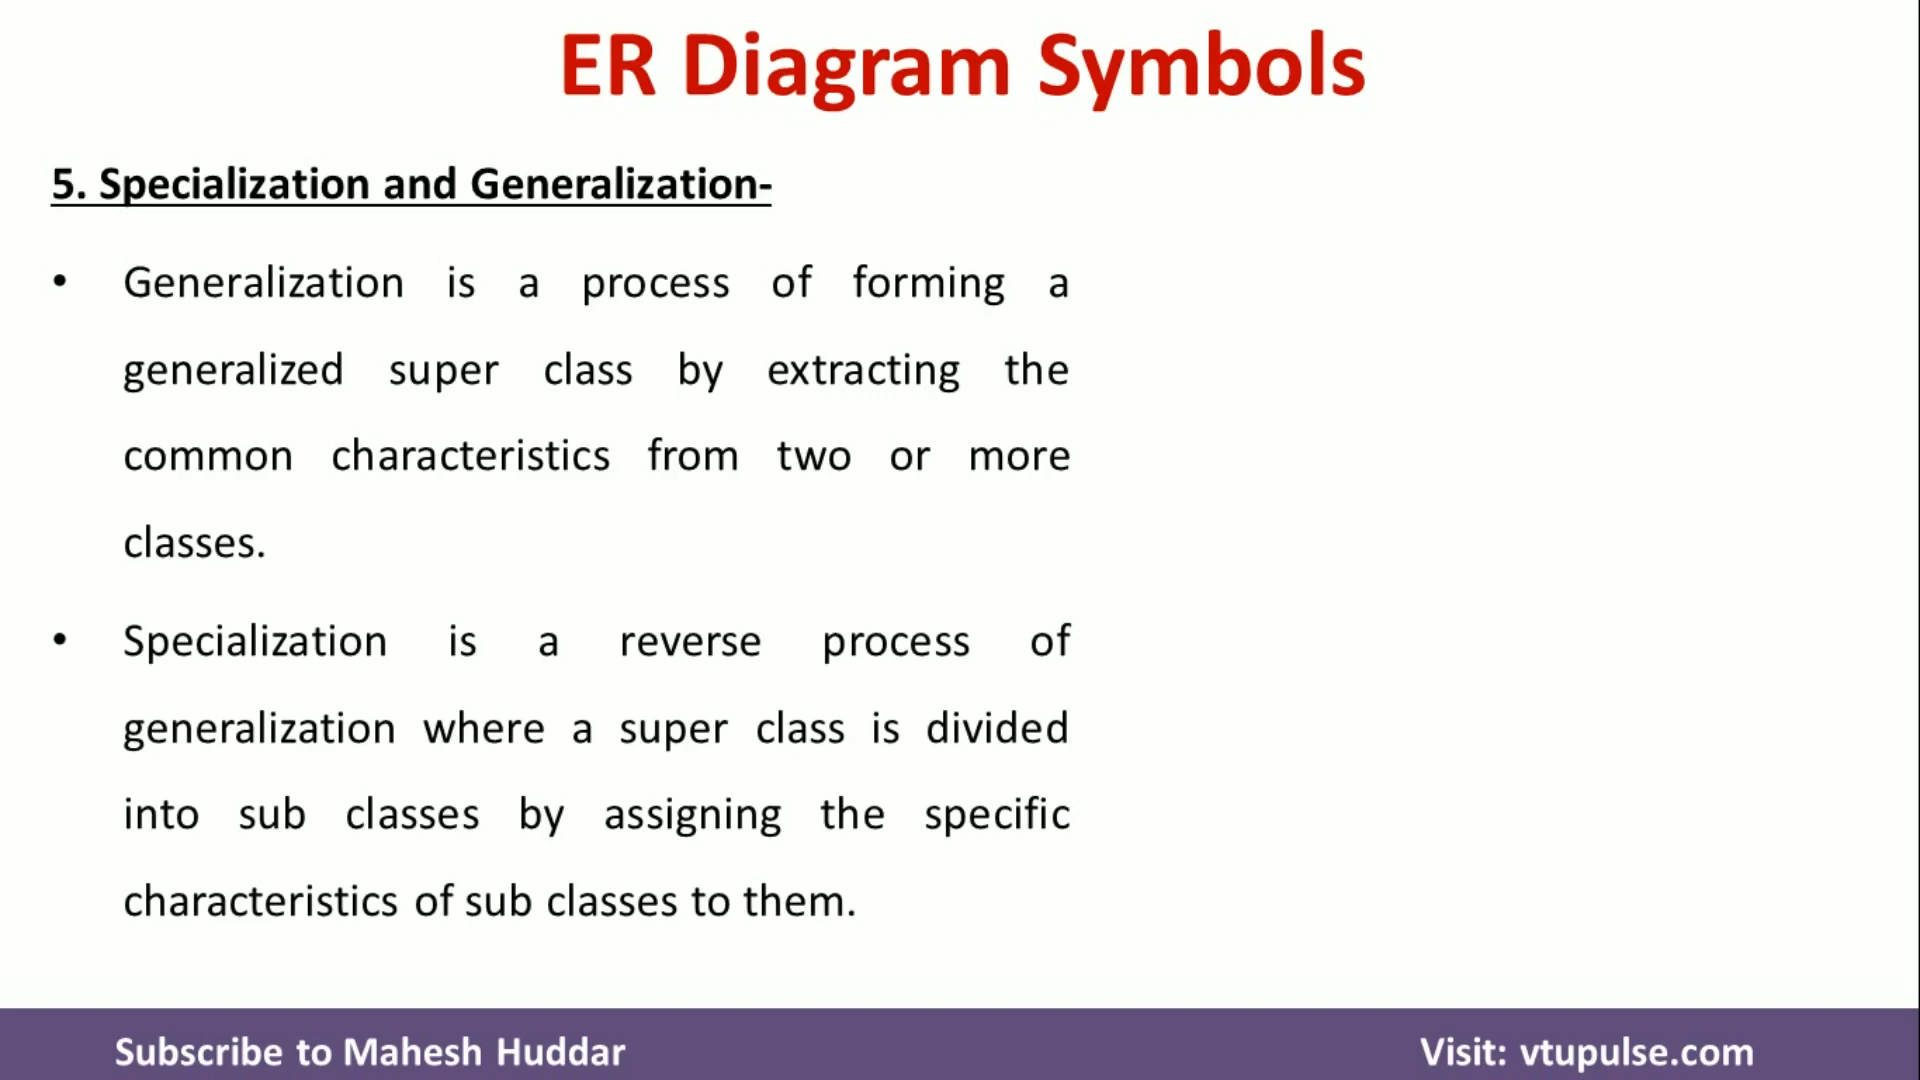 ER Diagram Symbols
5. Specialization and Generalization-
• Generalization is a process of forming a
generalized super class by extracting the
common characteristics from two or more
classes.
• Specialization is a reverse process of
generalization where a super class is divided
into sub classes by assigning the specific
characteristics of sub classes to them.
Subscribe to Mahesh Huddar
Visit: vtupulse.com